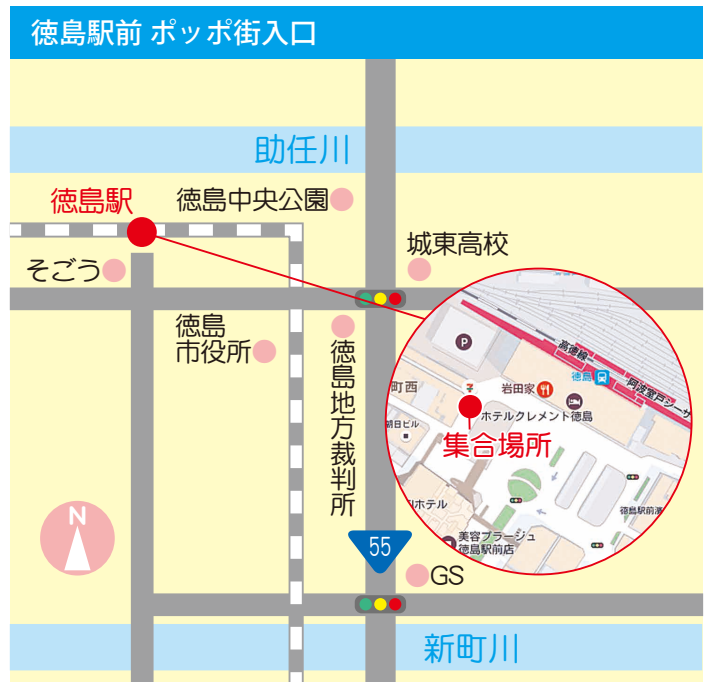 徳島駅前 ポッポ街入口
助任川
徳島駅
徳島中央公園
城東高校
そごう
徳島
市役所
徳島地方裁判所
高徳線
P
徳島
阿波室戸シーサ
町西
7
岩田家
ホテルクレメント徳島
朝日ビル
集合場所
ホテル
徳島駅前
美容プラージュ
徳島駅前店
N
55
GS
新町川